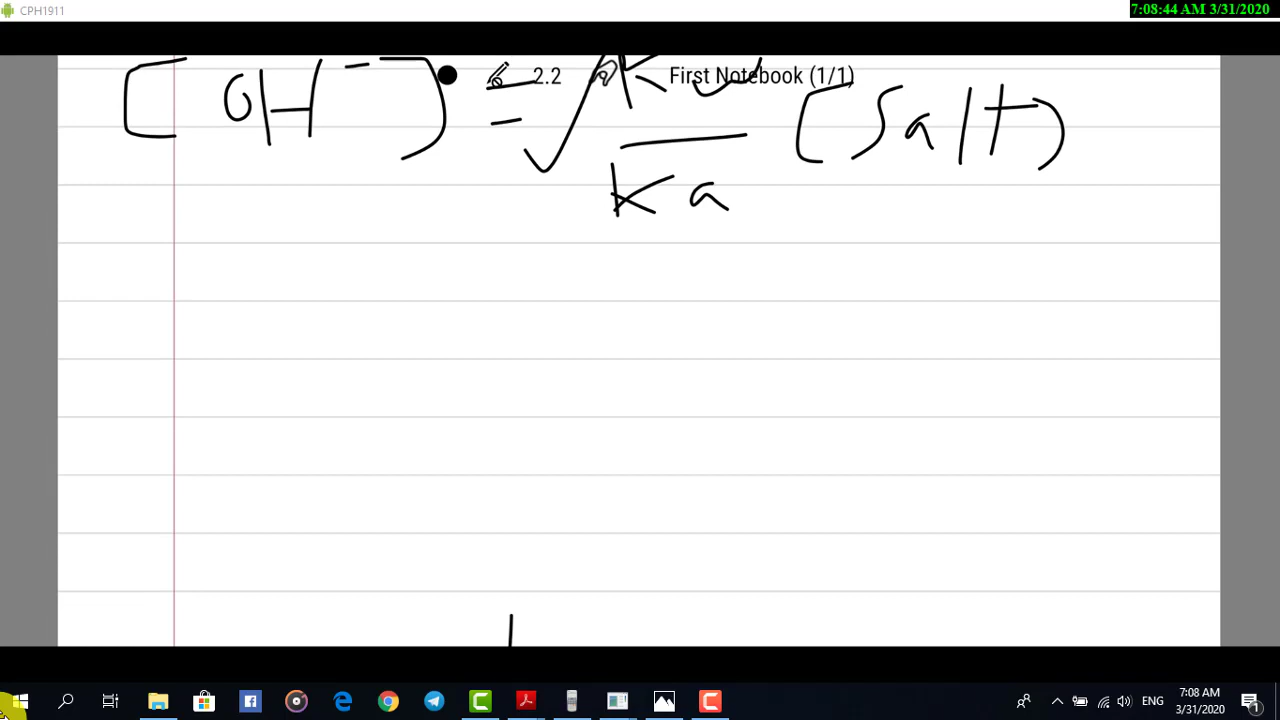 CPH1911
7:08:44 AM 3/31/2020
2.2 First Notebook (1/1)
[OH⁻] = √ K
Ka [Salt]
ENG
7:08 AM
3/31/2020